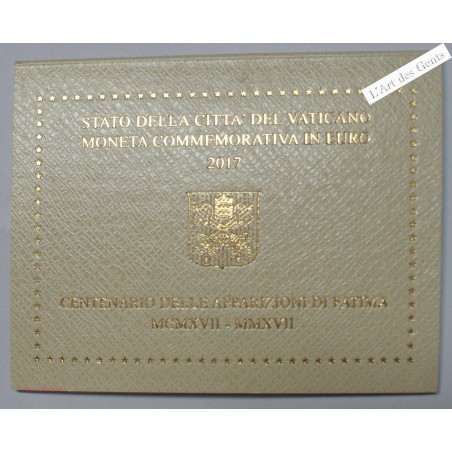 L'Art des Gents
STATO DELLA CITTA' DEL VATICANO
MONETA COMMEMORATIVA IN EURO
2017
CENTENARIO DELLE APPARIZIONI DI FATIMA
MCMXVII - MMXVII